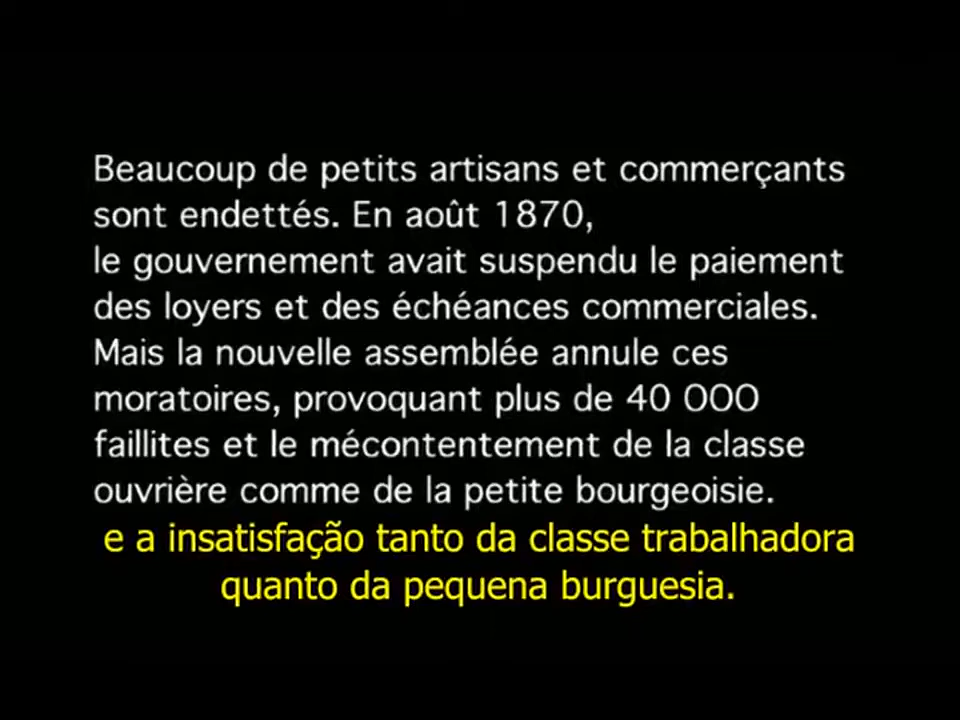 Beaucoup de petits artisans et commerçants
sont endettés. En août 1870,
le gouvernement avait suspendu le paiement
des loyers et des échéances commerciales.
Mais la nouvelle assemblée annule ces
moratoires, provoquant plus de 40 OOO
faillites et le mécontentement de la classe
ouvrière comme de la petite bourgeoisie.
e a insatisfação tanto da classe trabalhadora
quanto da pequena burguesia.